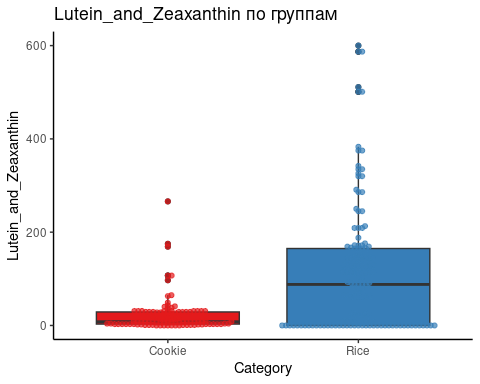 Lutein_and_Zeaxanthin по группам
Lutein_and_Zeaxanthin
600
400
200
0
Cookie
Rice
Category